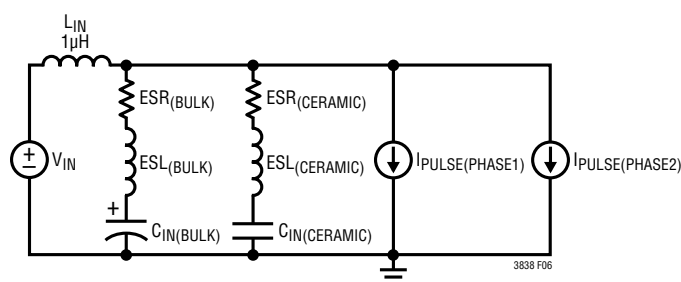 LIN
1µH
ESR(BULK)
ESR(CERAMIC)
+
−
VIN
ESL(BULK)
ESL(CERAMIC)
IPULSE(PHASE1)
IPULSE(PHASE2)
+
CIN(BULK)
CIN(CERAMIC)
3838 F06